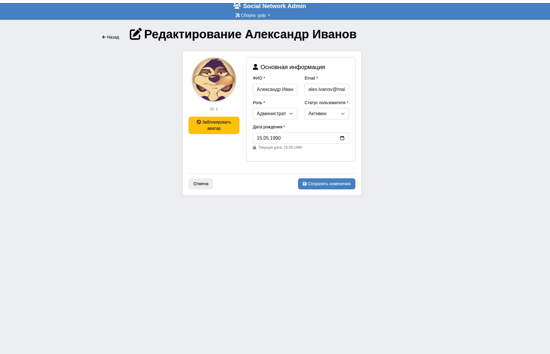 Social Network Admin
Сборка: gulp
Назад
Редактирование Александр Иванов
Основная информация
ФИО *
Email *
Александр Иван
alex.ivanov@mai
Роль *
Статус пользователя *
Администрат
Активен
Дата рождения *
15.05.1990
Текущая дата: 15.05.1990
ID: 1
Заблокировать
аватар
Отмена
Сохранить изменения